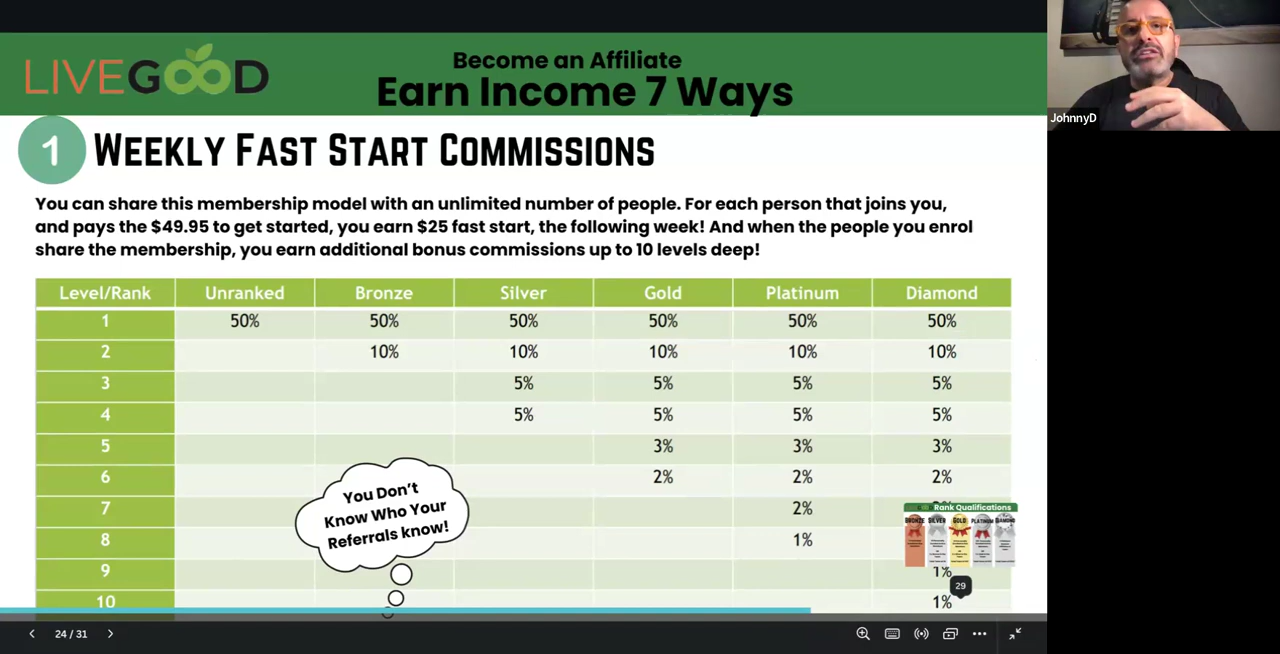 LIVEGOOD
Become an Affiliate
Earn Income 7 Ways
JohnnyD
1 WEEKLY FAST START COMMISSIONS
You can share this membership model with an unlimited number of people. For each person that joins you,
and pays the $49.95 to get started, you earn $25 fast start, the following week! And when the people you enrol
share the membership, you earn additional bonus commissions up to 10 levels deep!
Level/Rank Unranked Bronze Silver Gold Platinum Diamond
1 50% 50% 50% 50% 50% 50%
2 10% 10% 10% 10% 10%
3 5% 5% 5% 5%
4 5% 5% 5% 5%
5 3% 3% 3%
6 2% 2% 2%
7 2%
8 1%
9 1%
10 1%
You Don't
Know Who Your
Referrals know!
Rank Qualifications
BRONZE SILVER GOLD PLATINUM DIAMOND
29
24 / 31